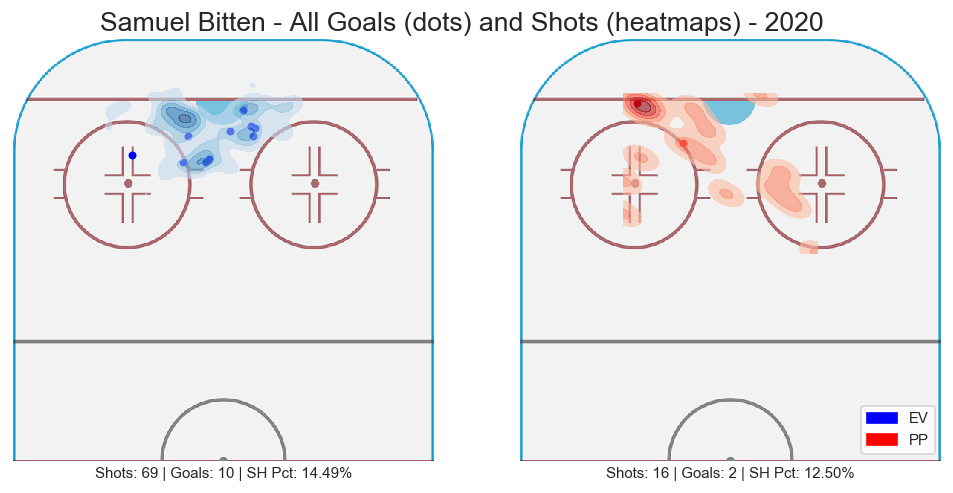 Samuel Bitten - All Goals (dots) and Shots (heatmaps) - 2020
EV
PP
Shots: 69 | Goals: 10 | SH Pct: 14.49%
Shots: 16 | Goals: 2 | SH Pct: 12.50%